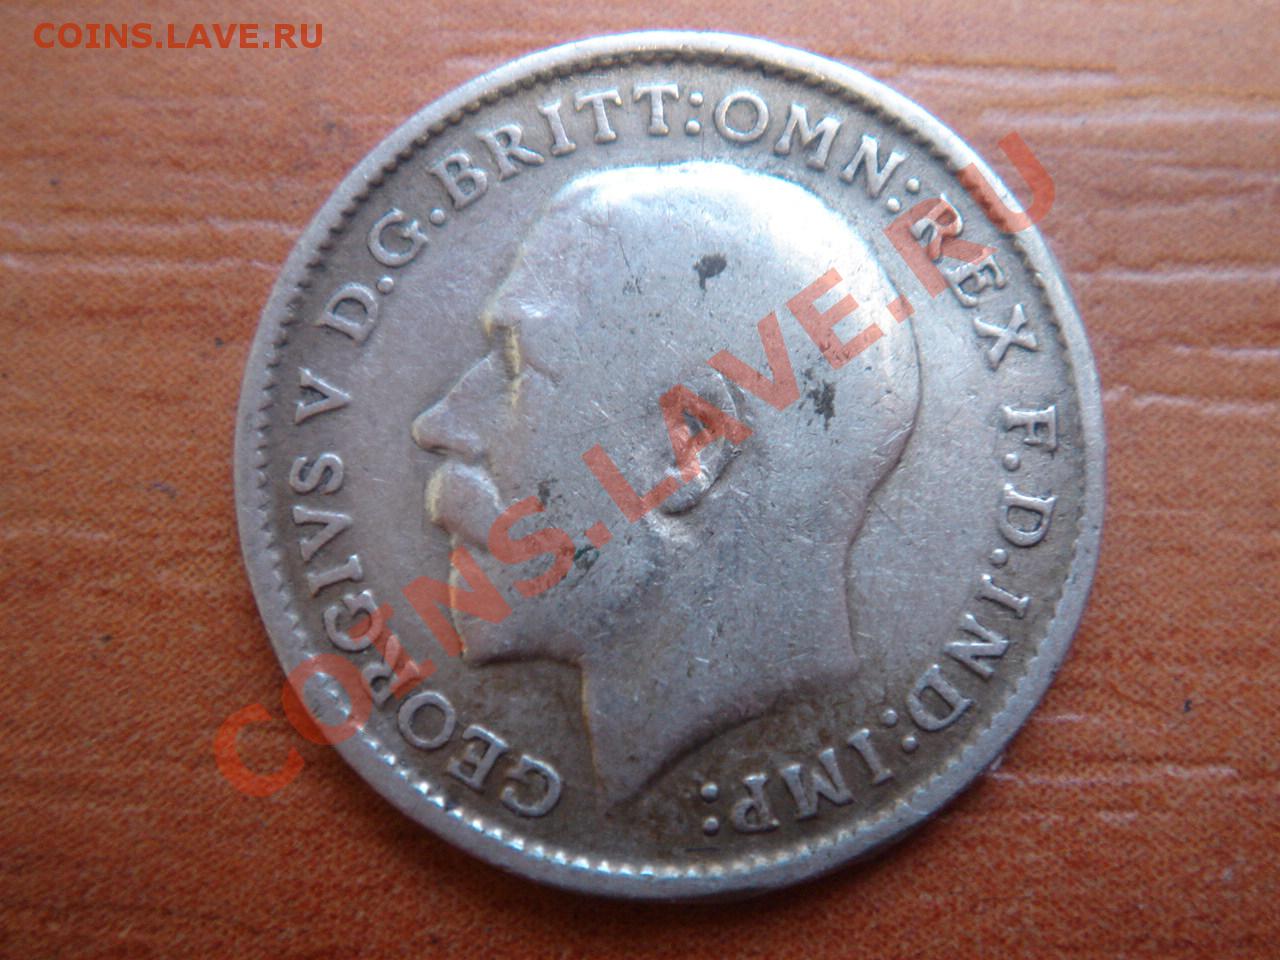 COINS.LAVE.RU
GEORGIVS V D.G.BRITT:OMN:REX F.D.IND:IMP:
COINS.LAVE.RU